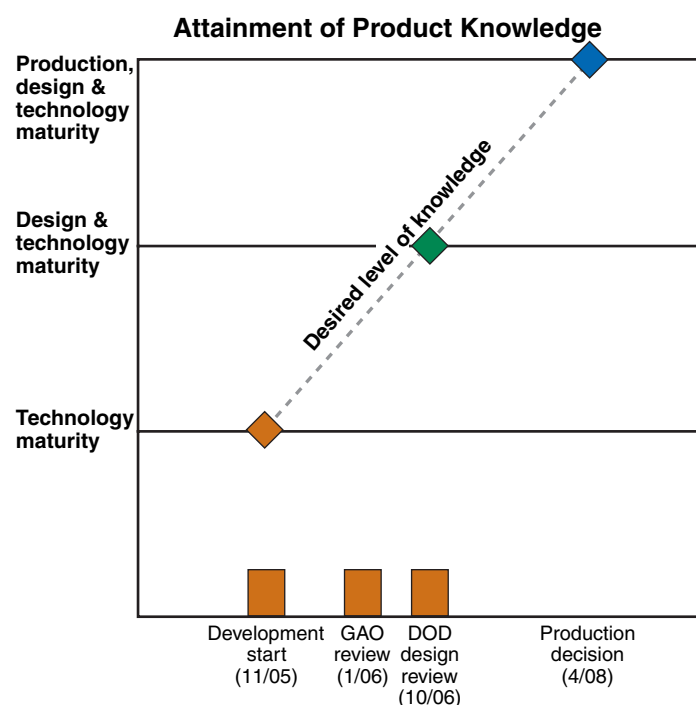 Attainment of Product Knowledge
Production,
design &
technology
maturity
Design &
technology
maturity
Technology
maturity
Desired level of knowledge
Development
start
(11/05)
GAO
review
(1/06)
DOD
design
review
(10/06)
Production
decision
(4/08)